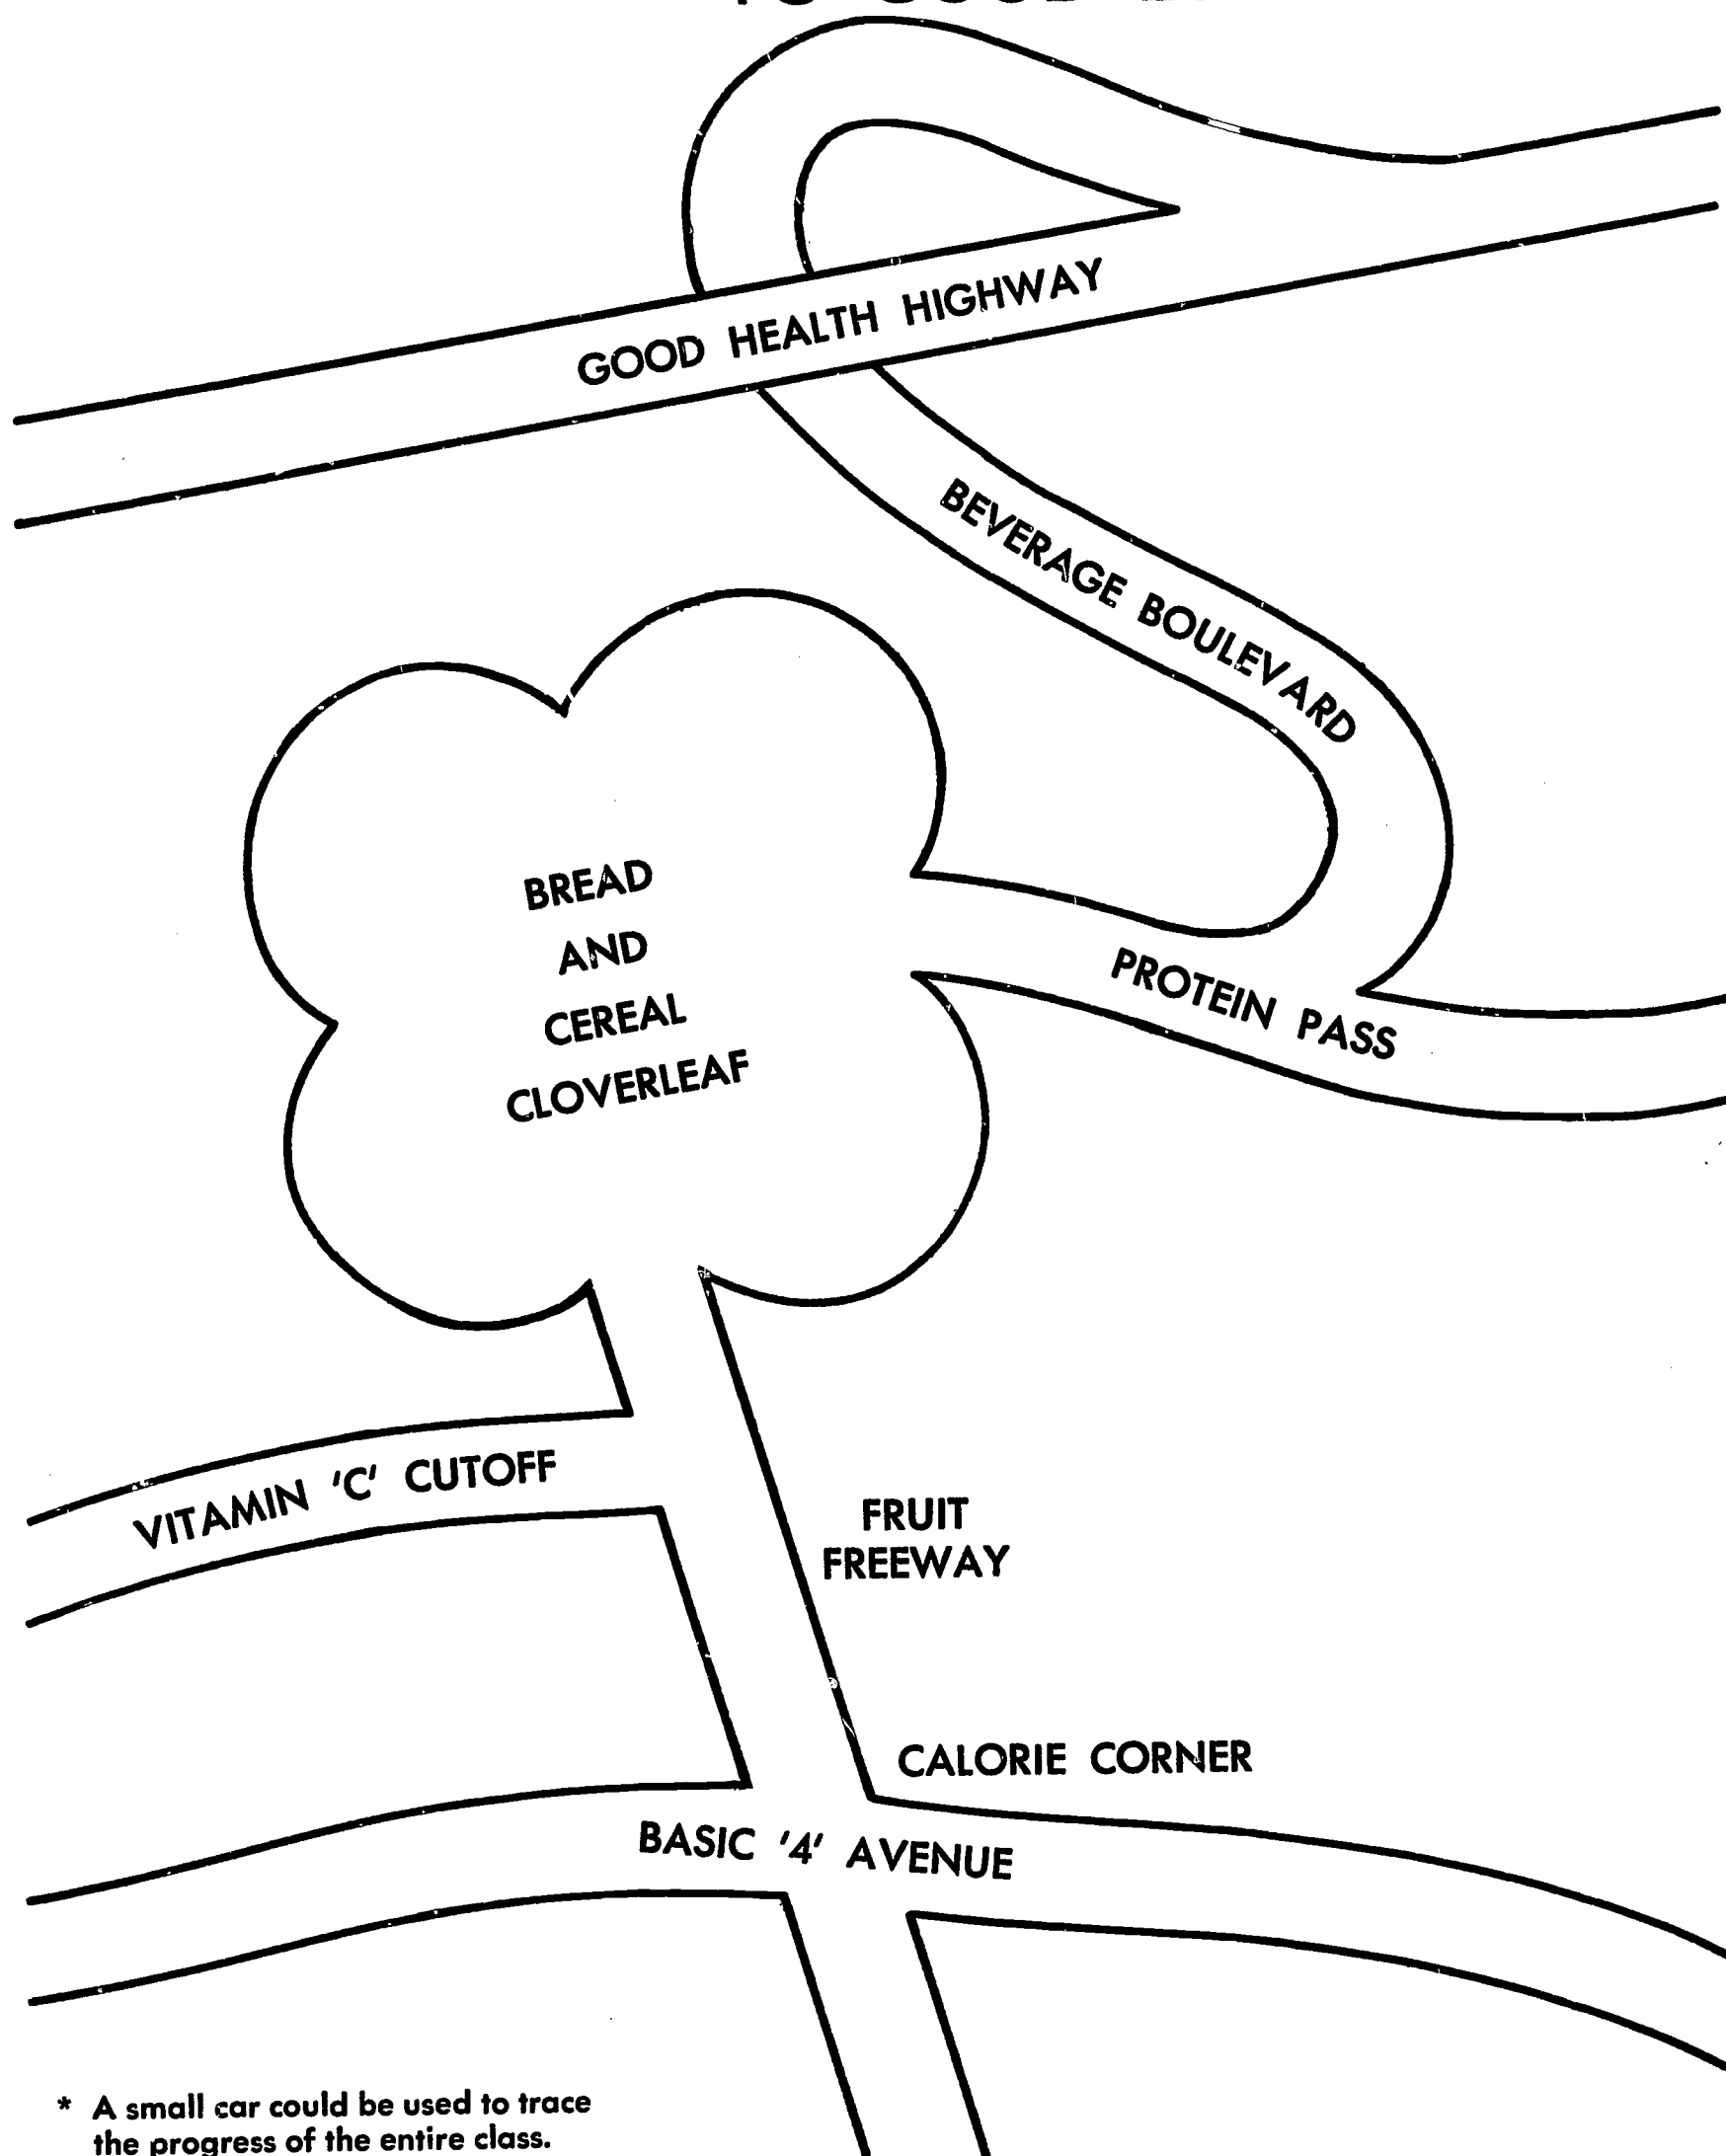 GOOD HEALTH HIGHWAY
BEVERAGE BOULEVARD
BREAD
AND
CEREAL
CLOVERLEAF
PROTEIN PASS
VITAMIN 'C' CUTOFF
FRUIT
FREEWAY
CALORIE CORNER
BASIC '4' AVENUE
* A small car could be used to trace
the progress of the entire class.